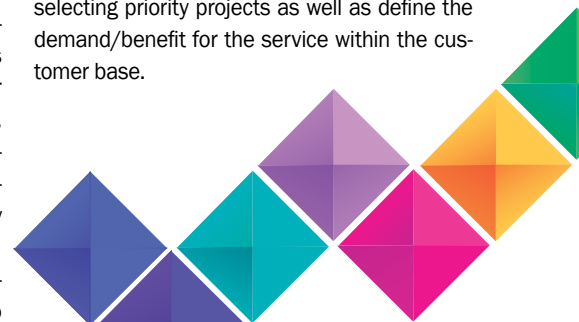 selecting priority projects as well as define the
demand/benefit for the service within the cus-
tomer base.